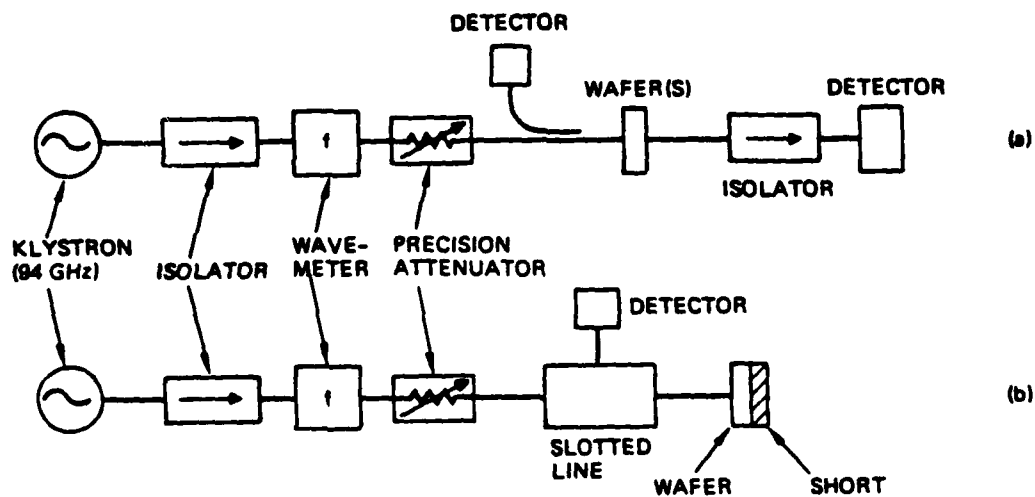 DETECTOR
WAFER(S)
DETECTOR
f
(a)
ISOLATOR
KLYSTRON
(94 GHz)
ISOLATOR
WAVE-
METER
PRECISION
ATTENUATOR
DETECTOR
f
(b)
SLOTTED
LINE
WAFER
SHORT